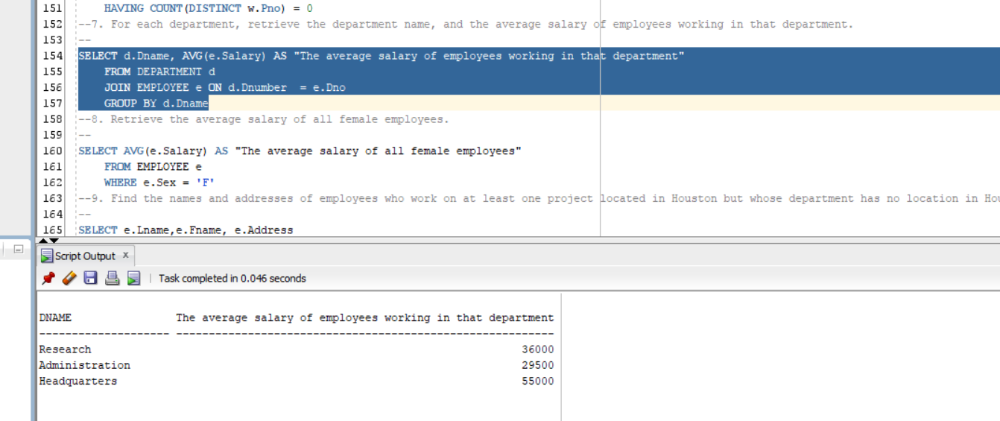 151 HAVING COUNT(DISTINCT w.Pno) = 0
152 --7. For each department, retrieve the department name, and the average salary of employees working in that department.
153 --
154 SELECT d.Dname, AVG(e.Salary) AS "The average salary of employees working in that department"
155 FROM DEPARTMENT d
156 JOIN EMPLOYEE e ON d.Dnumber = e.Dno
157 GROUP BY d.Dname
158 --8. Retrieve the average salary of all female employees.
159 --
160 SELECT AVG(e.Salary) AS "The average salary of all female employees"
161 FROM EMPLOYEE e
162 WHERE e.Sex = 'F'
163 --9. Find the names and addresses of employees who work on at least one project located in Houston but whose department has no location in Hou
164 --
165 SELECT e.Lname,e.Fname, e.Address
Script Output x
Task completed in 0.046 seconds
DNAME The average salary of employees working in that department
-------------------- ----------------------------------------------------------
Research 36000
Administration 29500
Headquarters 55000